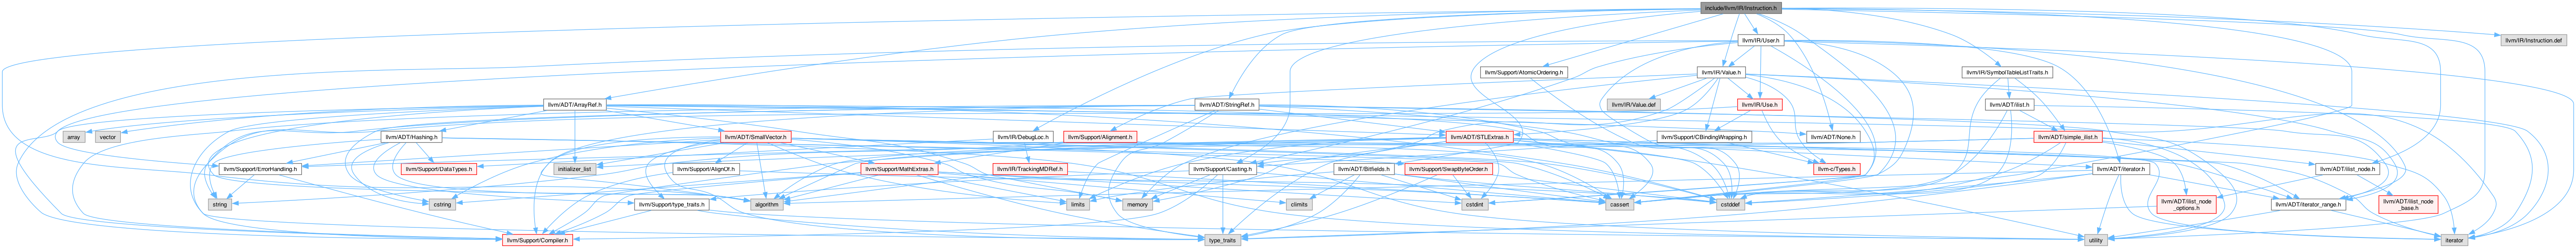 include/llvm/IR/Instruction.h
llvm/IR/User.h
llvm/IR/Instruction.def
llvm/Support/AtomicOrdering.h
llvm/IR/Value.h
llvm/IR/SymbolTableListTraits.h
llvm/ADT/ArrayRef.h
llvm/ADT/StringRef.h
llvm/IR/Value.def
llvm/IR/Use.h
llvm/ADT/ilist.h
array
vector
llvm/ADT/Hashing.h
llvm/ADT/SmallVector.h
llvm/IR/DebugLoc.h
llvm/Support/Alignment.h
llvm/ADT/STLExtras.h
llvm/Support/CBindingWrapping.h
llvm/ADT/None.h
llvm/ADT/simple_ilist.h
llvm/Support/ErrorHandling.h
llvm/Support/DataTypes.h
initializer_list
llvm/Support/AlignOf.h
llvm/Support/MathExtras.h
llvm/IR/TrackingMDRef.h
llvm/Support/Casting.h
llvm/ADT/Bitfields.h
llvm/Support/SwapByteOrder.h
llvm-c/Types.h
llvm/ADT/iterator.h
llvm/ADT/ilist_node.h
string
cstring
llvm/Support/type_traits.h
algorithm
limits
memory
climits
cstdint
cassert
cstddef
llvm/ADT/ilist_node
_options.h
llvm/ADT/iterator_range.h
llvm/ADT/ilist_node
_base.h
llvm/Support/Compiler.h
type_traits
utility
iterator